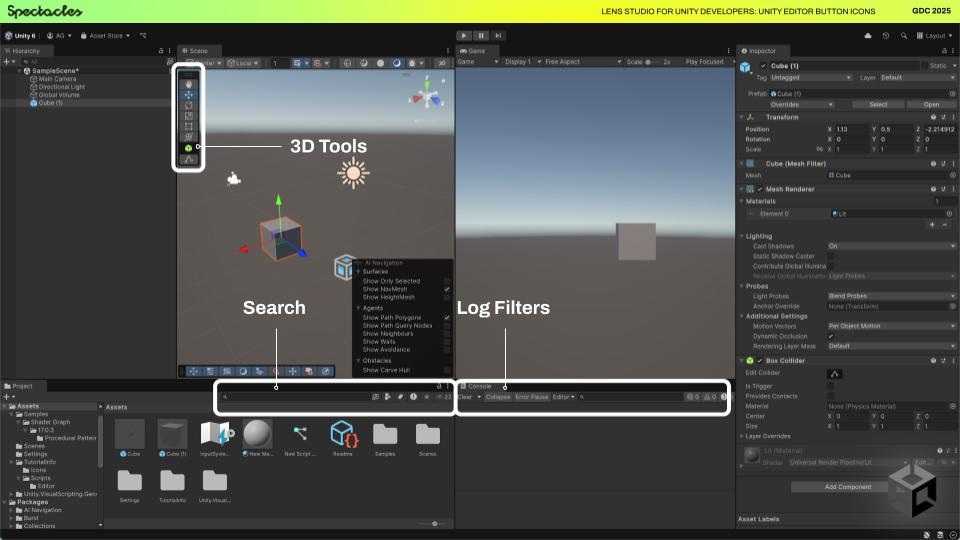 Spectacles
LENS STUDIO FOR UNITY DEVELOPERS: UNITY EDITOR BUTTON ICONS
GDC 2025
Unity 6
AG
Asset Store
Layout
Hierarchy
All
SampleScene*
Main Camera
Directional Light
Global Volume
Cube (1)
Scene
Local
1
3D Tools
Search
AI Navigation
Surfaces
Show Only Selected
Show NavMesh
Show HeightMesh
Agents
Show Path Polygons
Show Path Query Nodes
Show Neighbours
Show Walls
Show Avoidance
Obstacles
Show Carve Hull
Game
Game
Display 1
Free Aspect
Scale
2x
Play Focused
Log Filters
Project
22
Assets
Samples
Shader Graph
17.0.3
Procedural Pattern
Scenes
Settings
TutorialInfo
Icons
Scripts
Editor
Unity.VisualScripting.Gen
Packages
AI Navigation
Burst
Collections
Assets
Cube
Cube (1)
InputSyste...
New Ma...
New Script ...
Readme
Samples
Scenes
Settings
TutorialInfo
Unity.Visual...
Console
Clear
Collapse
Error Pause
Editor
0
0
Inspector
Cube (1)
Static
Tag
Untagged
Layer
Default
Prefab
Cube (1)
Overrides
Select
Open
Transform
Position
X
1.13
Y
0.5
Z
-2.214912
Rotation
X
0
Y
0
Z
0
Scale
X
1
Y
1
Z
1
Cube (Mesh Filter)
Mesh
Cube
Mesh Renderer
Materials
1
Element 0
Lit
Lighting
Cast Shadows
On
Static Shadow Caster
Contribute Global Illumina
Receive Global Illumina
Light Probes
Probes
Light Probes
Blend Probes
Anchor Override
None (Transform)
Additional Settings
Motion Vectors
Per Object Motion
Dynamic Occlusion
Rendering Layer Mask
Default
Box Collider
Edit Collider
Is Trigger
Provides Contacts
Material
None (Physics Material)
Center
X
0
Y
0
Z
0
Size
X
1
Y
1
Z
1
Layer Overrides
Lit (Material)
Shader
Universal Render Pipeline/Lit
Edit...
Add Component
Asset Labels